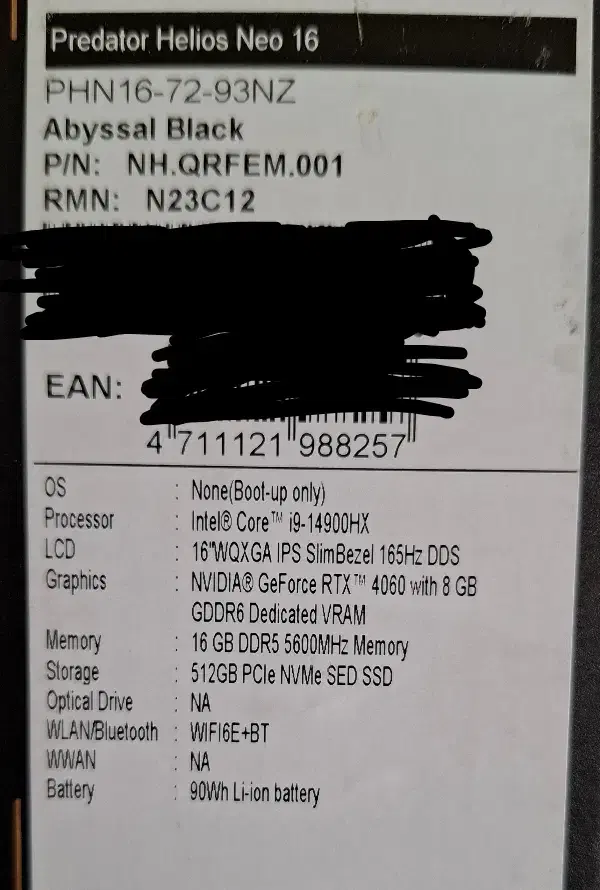 Predator Helios Neo 16
PHN16-72-93NZ
Abyssal Black
P/N: NH.QRFEM.001
RMN: N23C12
EAN:
4 711121 988257
OS : None(Boot-up only)
Processor : Intel® Core™ i9-14900HX
LCD : 16"WQXGA IPS SlimBezel 165Hz DDS
Graphics : NVIDIA® GeForce RTX™ 4060 with 8 GB
GDDR6 Dedicated VRAM
Memory : 16 GB DDR5 5600MHz Memory
Storage : 512GB PCIe NVMe SED SSD
Optical Drive : NA
WLAN/Bluetooth : WIFI6E+BT
WWAN : NA
Battery : 90Wh Li-ion battery